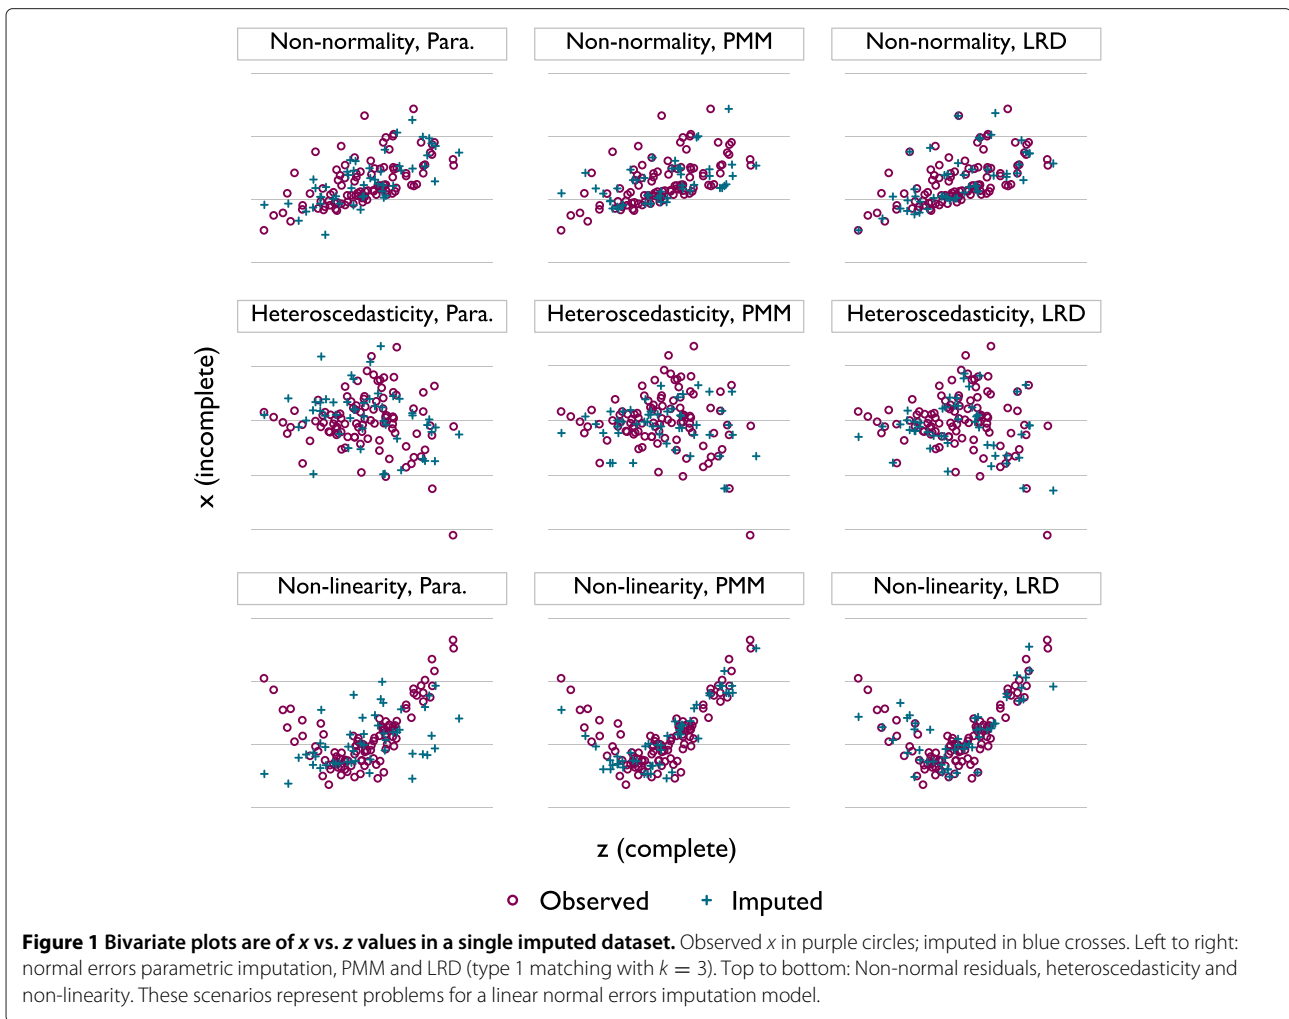 Non-normality, Para.
Non-normality, PMM
Non-normality, LRD
Heteroscedasticity, Para.
Heteroscedasticity, PMM
Heteroscedasticity, LRD
x (incomplete)
Non-linearity, Para.
Non-linearity, PMM
Non-linearity, LRD
z (complete)
Observed
Imputed
Figure 1 Bivariate plots are of x vs. z values in a single imputed dataset. Observed x in purple circles; imputed in blue crosses. Left to right:
normal errors parametric imputation, PMM and LRD (type 1 matching with k = 3). Top to bottom: Non-normal residuals, heteroscedasticity and
non-linearity. These scenarios represent problems for a linear normal errors imputation model.